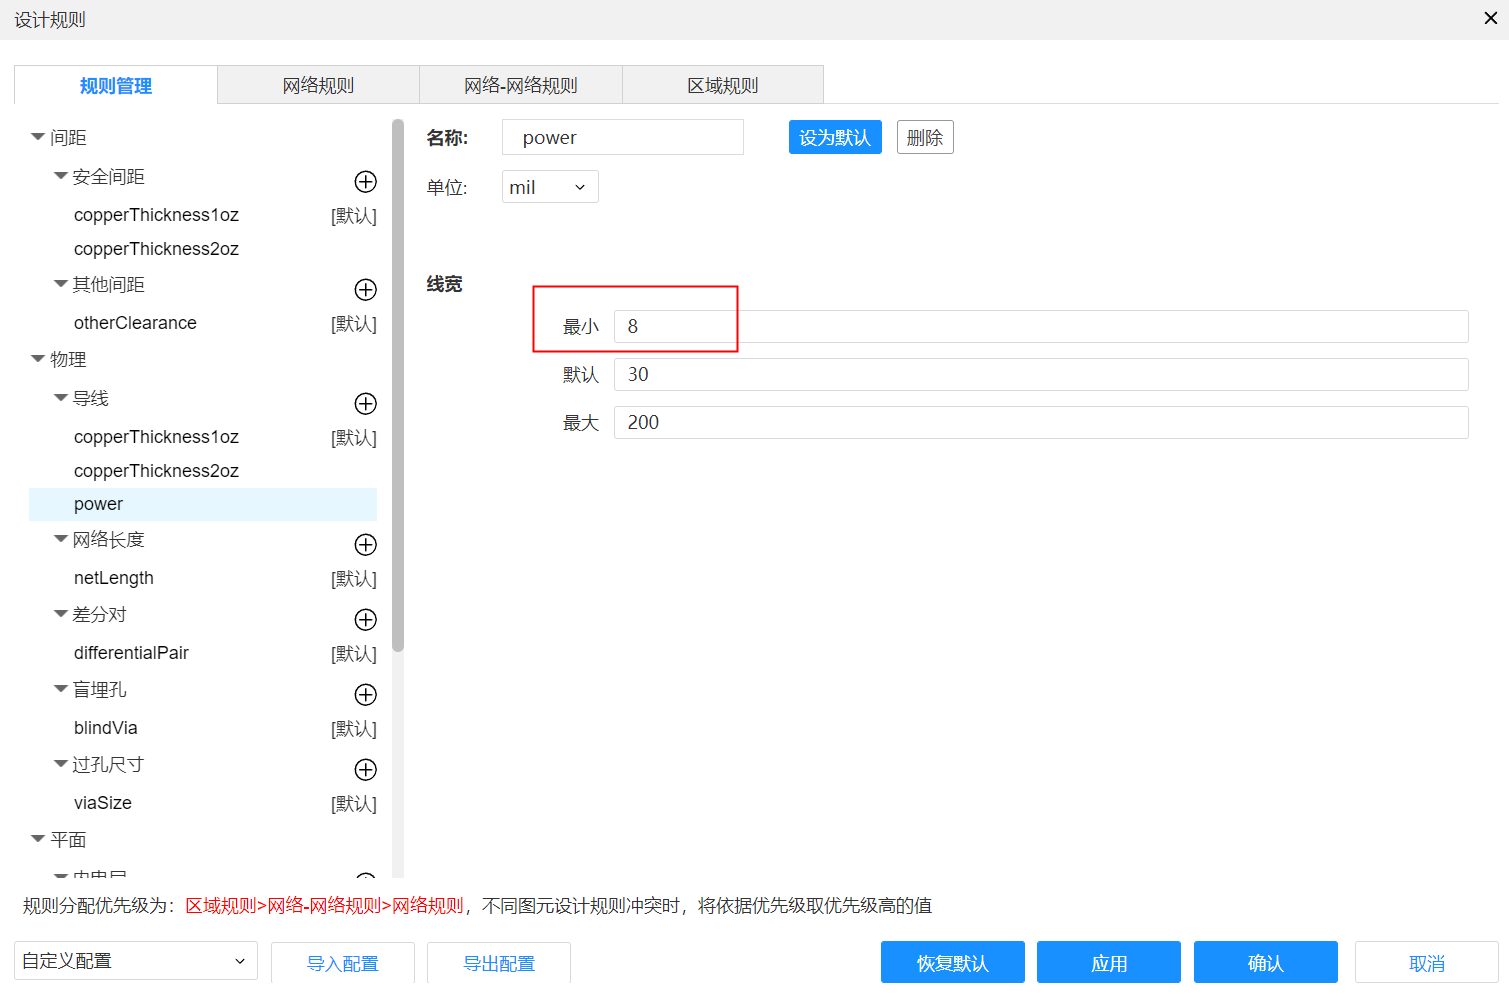 设计规则
规则管理 网络规则 网络-网络规则 区域规则
间距
安全间距
copperThickness1oz [默认]
copperThickness2oz
其他间距
otherClearance [默认]
物理
导线
copperThickness1oz [默认]
copperThickness2oz
power
网络长度
netLength [默认]
差分对
differentialPair [默认]
盲埋孔
blindVia [默认]
过孔尺寸
viaSize [默认]
平面
内电层
名称: power 设为默认 删除
单位: mil
线宽
最小 8
默认 30
最大 200
规则分配优先级为：区域规则>网络-网络规则>网络规则，不同图元设计规则冲突时，将依据优先级取优先级高的值
自定义配置 导入配置 导出配置 恢复默认 应用 确认 取消